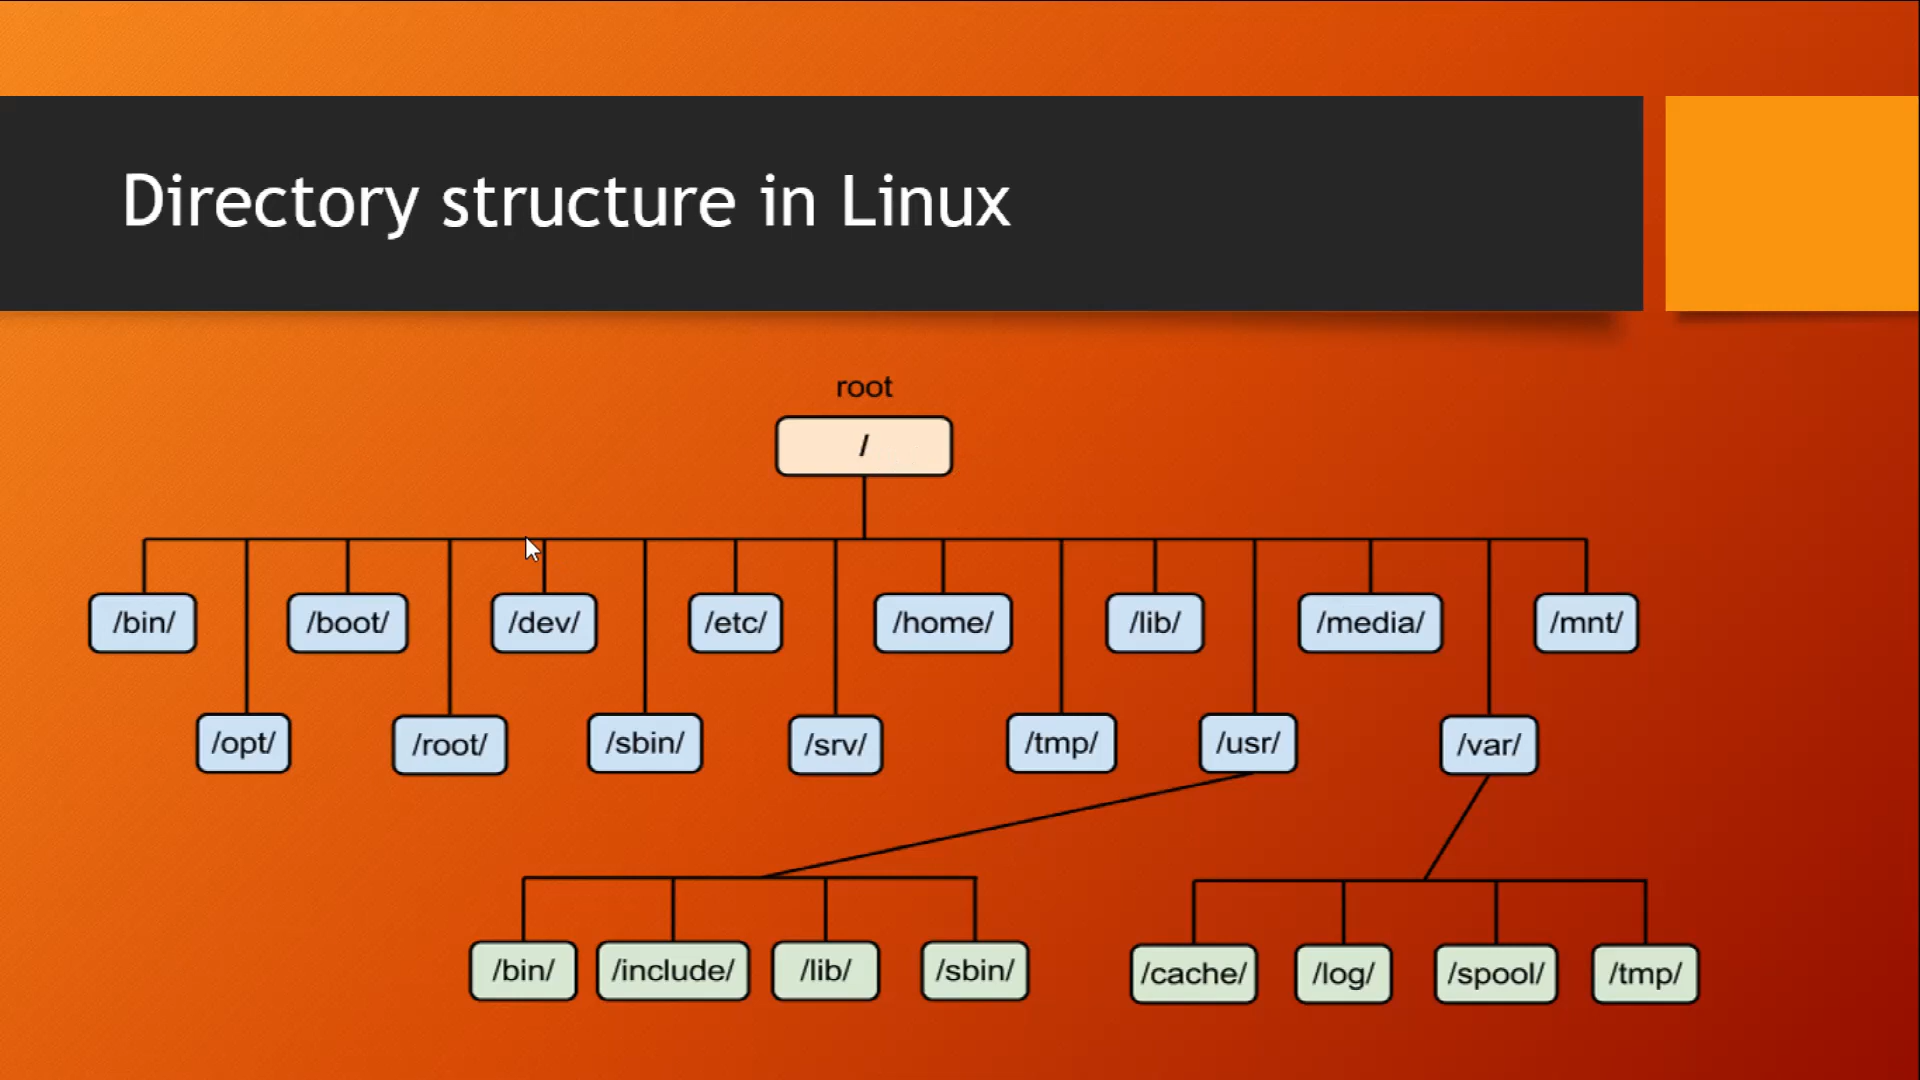 Directory structure in Linux
root
/
/bin/ /boot/ /dev/ /etc/ /home/ /lib/ /media/ /mnt/
/opt/ /root/ /sbin/ /srv/ /tmp/ /usr/ /var/
/bin/ /include/ /lib/ /sbin/ /cache/ /log/ /spool/ /tmp/